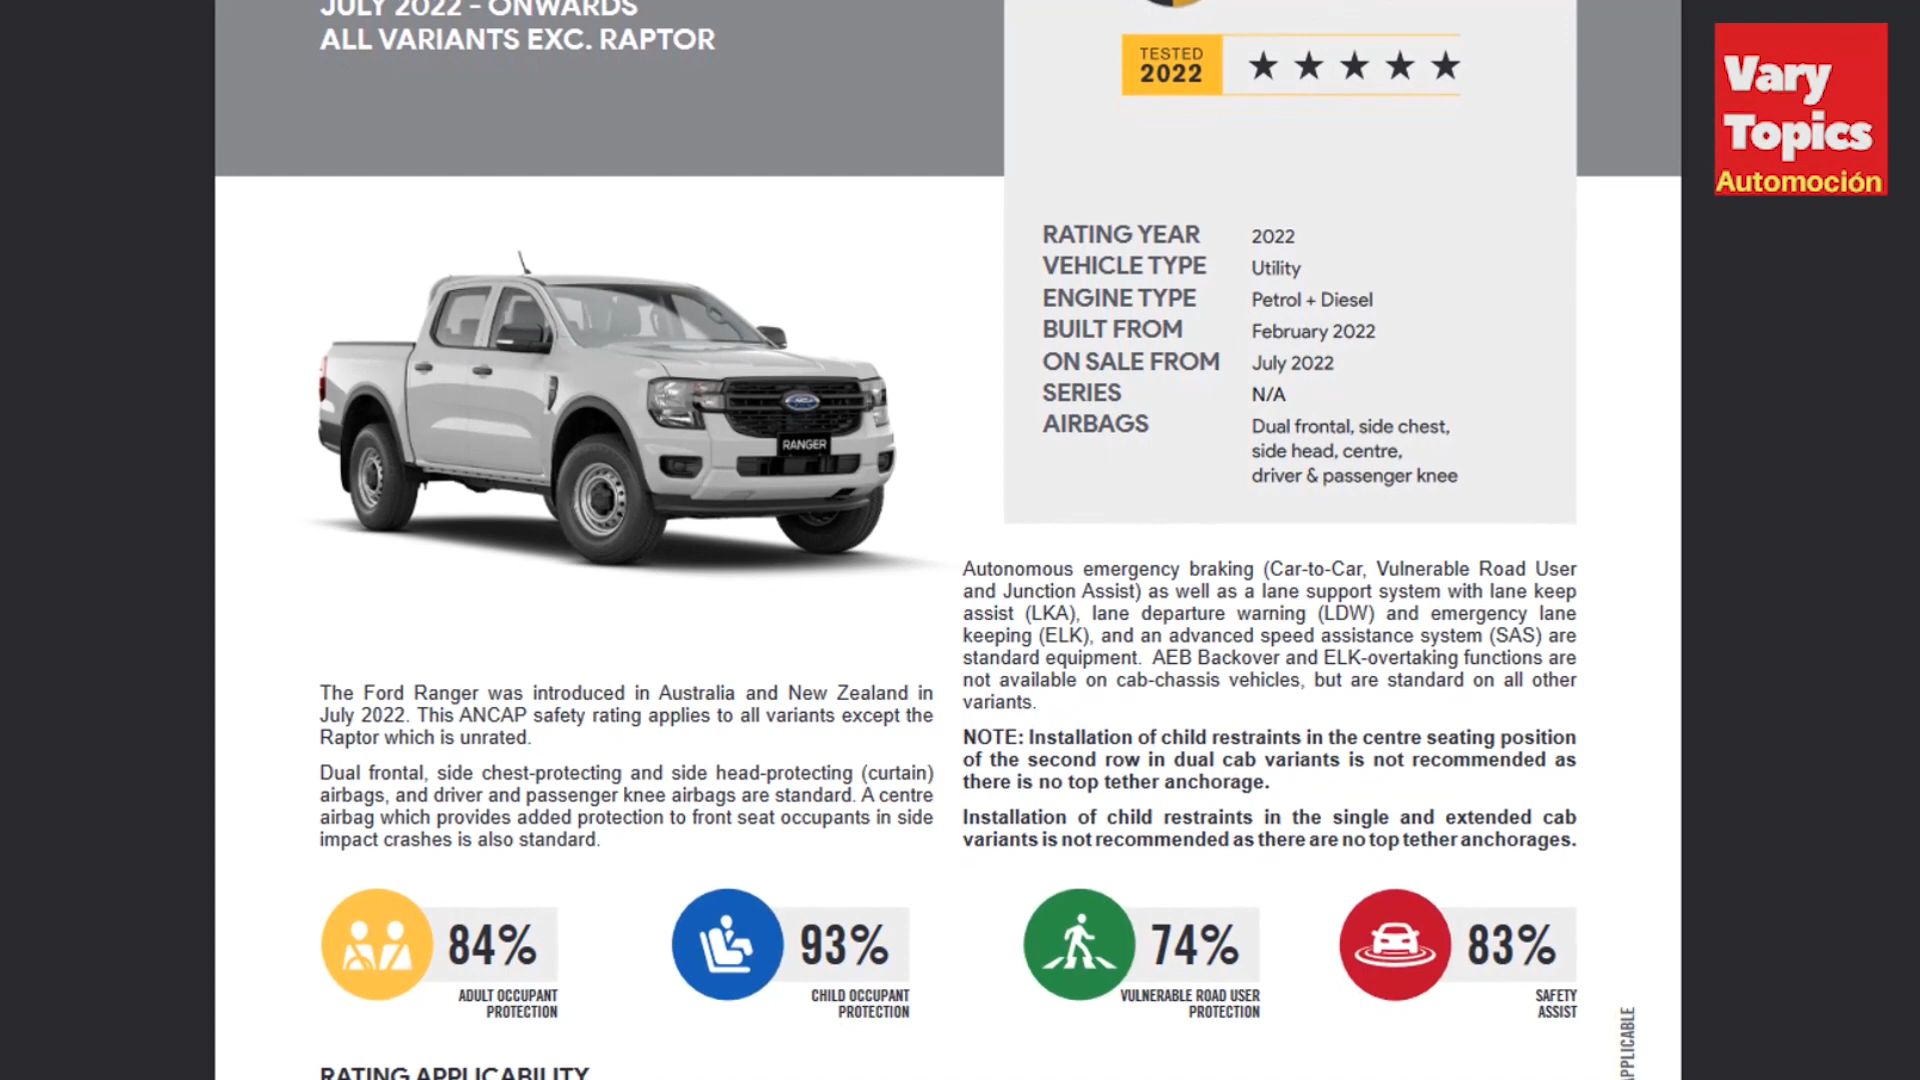 JULY 2022 - ONWARDS
ALL VARIANTS EXC. RAPTOR
TESTED
2022
Vary
Topics
Automoción
RATING YEAR 2022
VEHICLE TYPE Utility
ENGINE TYPE Petrol + Diesel
BUILT FROM February 2022
ON SALE FROM July 2022
SERIES N/A
AIRBAGS Dual frontal, side chest,
side head, centre,
driver & passenger knee
RANGER
The Ford Ranger was introduced in Australia and New Zealand in
July 2022. This ANCAP safety rating applies to all variants except the
Raptor which is unrated.
Dual frontal, side chest-protecting and side head-protecting (curtain)
airbags, and driver and passenger knee airbags are standard. A centre
airbag which provides added protection to front seat occupants in side
impact crashes is also standard.
Autonomous emergency braking (Car-to-Car, Vulnerable Road User
and Junction Assist) as well as a lane support system with lane keep
assist (LKA), lane departure warning (LDW) and emergency lane
keeping (ELK), and an advanced speed assistance system (SAS) are
standard equipment. AEB Backover and ELK-overtaking functions are
not available on cab-chassis vehicles, but are standard on all other
variants.
NOTE: Installation of child restraints in the centre seating position
of the second row in dual cab variants is not recommended as
there is no top tether anchorage.
Installation of child restraints in the single and extended cab
variants is not recommended as there are no top tether anchorages.
84%
ADULT OCCUPANT
PROTECTION
93%
CHILD OCCUPANT
PROTECTION
74%
VULNERABLE ROAD USER
PROTECTION
83%
SAFETY
ASSIST
RATING APPLICABILITY